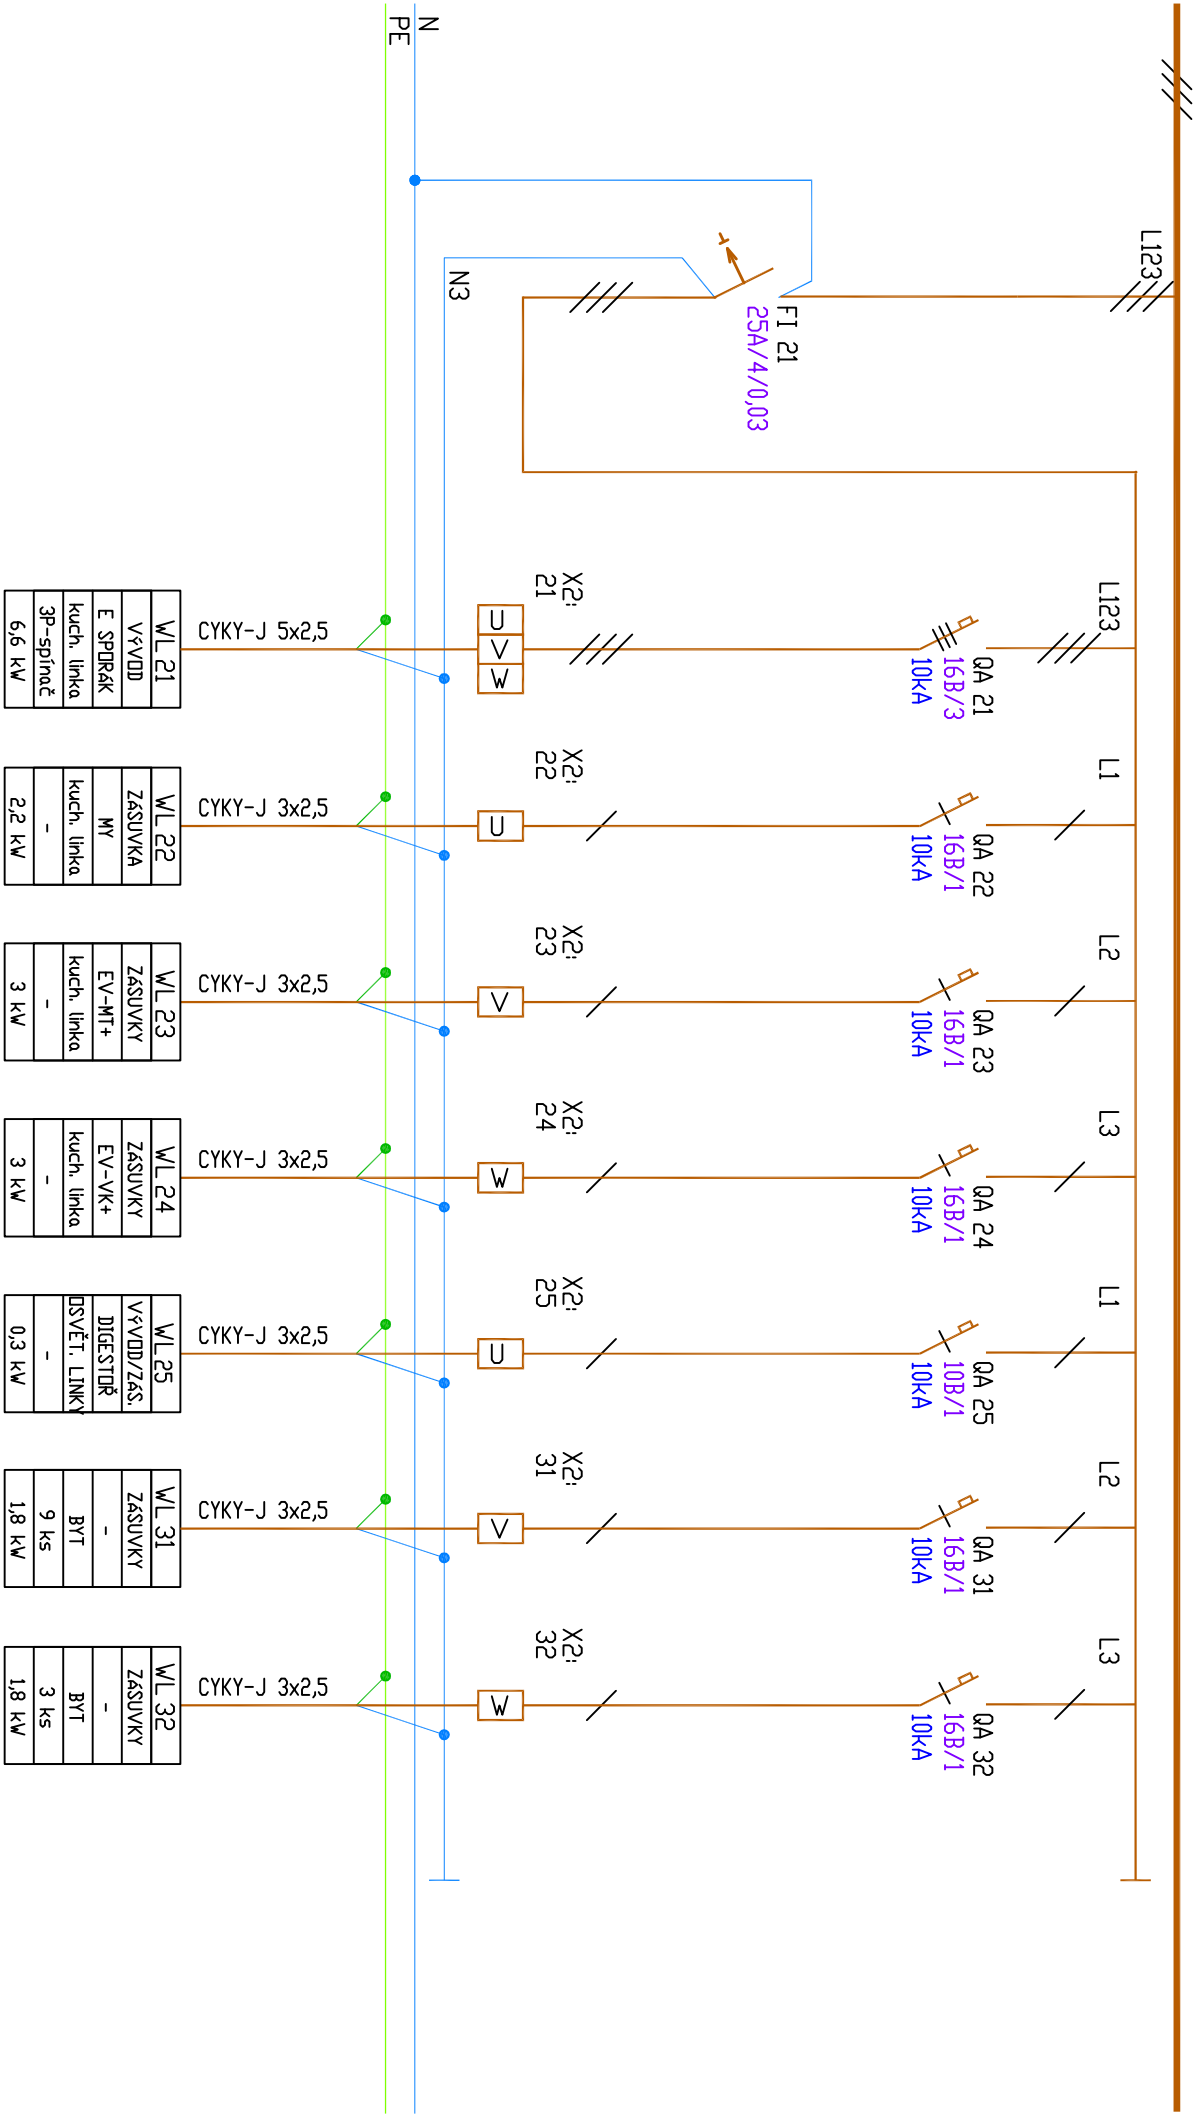 N
PE
L123
N3
FI 21
25A/4/0,03
L123
QA 21
16B/3
10kA
X2:
21
U
V
W
CYKY-J 5x2,5
WL 21
VÝVOD
E SPORÁK
kuch. linka
3P-spínač
6,6 kW
L1
QA 22
16B/1
10kA
X2:
22
U
CYKY-J 3x2,5
WL 22
ZÁSUVKA
MY
kuch. linka
-
2,2 kW
L2
QA 23
16B/1
10kA
X2:
23
V
CYKY-J 3x2,5
WL 23
ZÁSUVKY
EV-MT+
kuch. linka
-
3 kW
L3
QA 24
16B/1
10kA
X2:
24
W
CYKY-J 3x2,5
WL 24
ZÁSUVKY
EV-VK+
kuch. linka
-
3 kW
L1
QA 25
10B/1
10kA
X2:
25
U
CYKY-J 3x2,5
WL 25
VÝVOD/ZÁS.
DIGESTOŘ
OSVĚT. LINKY
-
0,3 kW
L2
QA 31
16B/1
10kA
X2:
31
V
CYKY-J 3x2,5
WL 31
ZÁSUVKY
-
BYT
9 ks
1,8 kW
L3
QA 32
16B/1
10kA
X2:
32
W
CYKY-J 3x2,5
WL 32
ZÁSUVKY
-
BYT
3 ks
1,8 kW